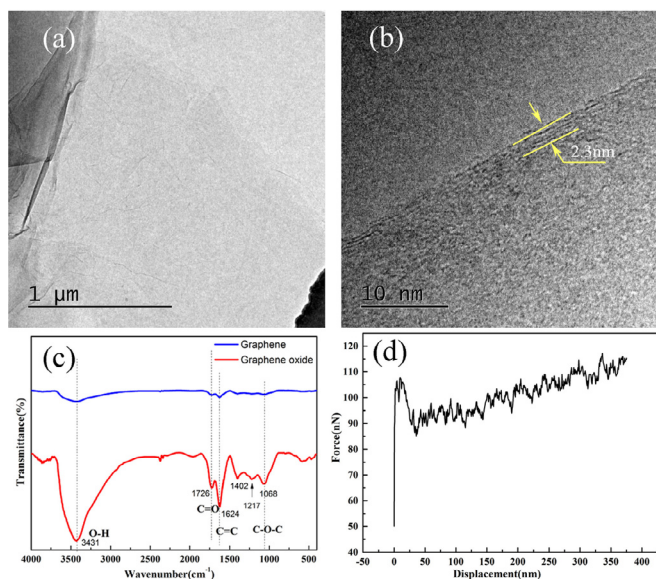 (a)
1 µm
(b)
2.3nm
10 nm
(c)
Graphene
Graphene oxide
Transmittance(%)
O-H
3431
1726
C=O
1624
C=C
1402
1217
1068
C-O-C
4000 3500 3000 2500 2000 1500 1000 500
Wavenumber(cm-1)
(d)
Force(nN)
120
110
100
90
80
70
60
50
40
0 50 100 150 200 250 300 350 400
Displacement(nm)